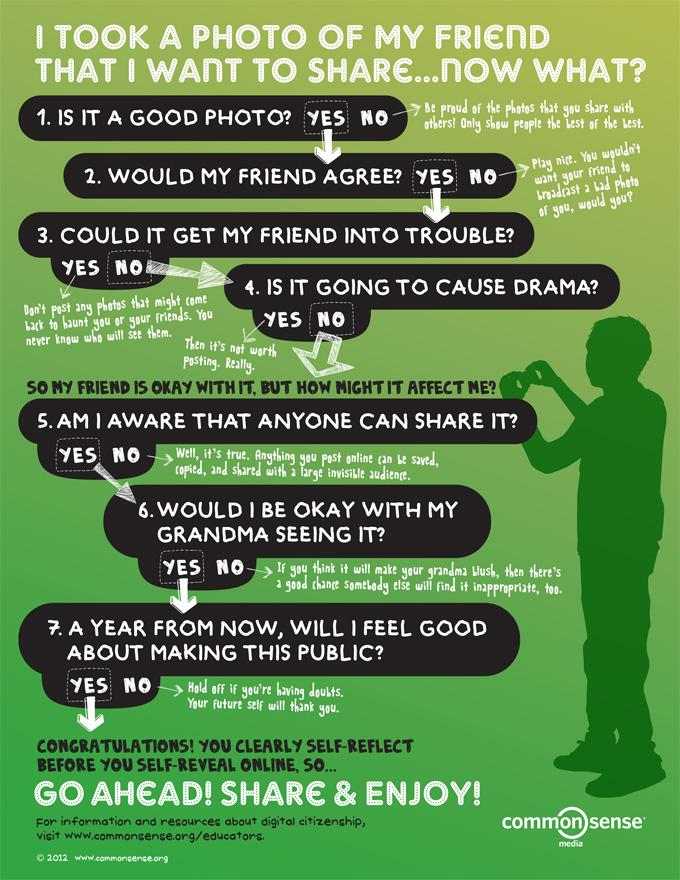 I TOOK A PHOTO OF MY FRIEND
THAT I WANT TO SHARE...NOW WHAT?
1. IS IT A GOOD PHOTO? YES NO
Be proud of the photos that you share with
others! Only show people the best of the best.
2. WOULD MY FRIEND AGREE? YES NO
Play nice. You wouldn't
want your friend to
broadcast a bad photo
of you, would you?
3. COULD IT GET MY FRIEND INTO TROUBLE?
YES NO
Don't post any photos that might come
back to haunt you or your friends. You
never know who will see them.
4. IS IT GOING TO CAUSE DRAMA?
YES NO
Then it's not worth
posting. Really.
SO MY FRIEND IS OKAY WITH IT, BUT HOW MIGHT IT AFFECT ME?
5. AM I AWARE THAT ANYONE CAN SHARE IT?
YES NO
Well, it's true. Anything you post online can be saved,
copied, and shared with a large invisible audience.
6. WOULD I BE OKAY WITH MY
GRANDMA SEEING IT?
YES NO
If you think it will make your grandma blush, then there's
a good chance somebody else will find it inappropriate, too.
7. A YEAR FROM NOW, WILL I FEEL GOOD
ABOUT MAKING THIS PUBLIC?
YES NO
Hold off if you're having doubts.
Your future self will thank you.
CONGRATULATIONS! YOU CLEARLY SELF-REFLECT
BEFORE YOU SELF-REVEAL ONLINE, SO...
GO AHEAD! SHARE & ENJOY!
For information and resources about digital citizenship,
visit www.commonsense.org/educators.
© 2012 www.commonsense.org
common sense
media